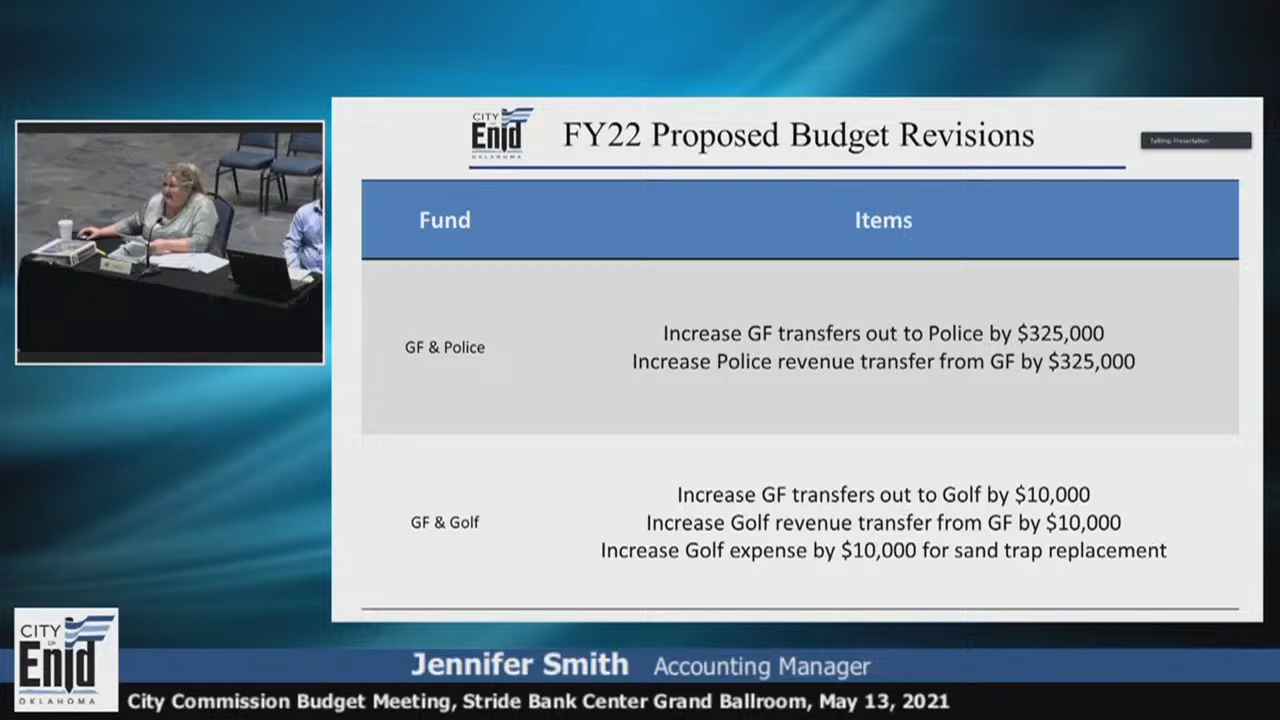 CITY
OF
Enid
OKLAHOMA
FY22 Proposed Budget Revisions
Talking: Presentation
Fund
Items
GF & Police
Increase GF transfers out to Police by $325,000
Increase Police revenue transfer from GF by $325,000
GF & Golf
Increase GF transfers out to Golf by $10,000
Increase Golf revenue transfer from GF by $10,000
Increase Golf expense by $10,000 for sand trap replacement
CITY
OF
Enid
OKLAHOMA
Jennifer Smith Accounting Manager
City Commission Budget Meeting, Stride Bank Center Grand Ballroom, May 13, 2021